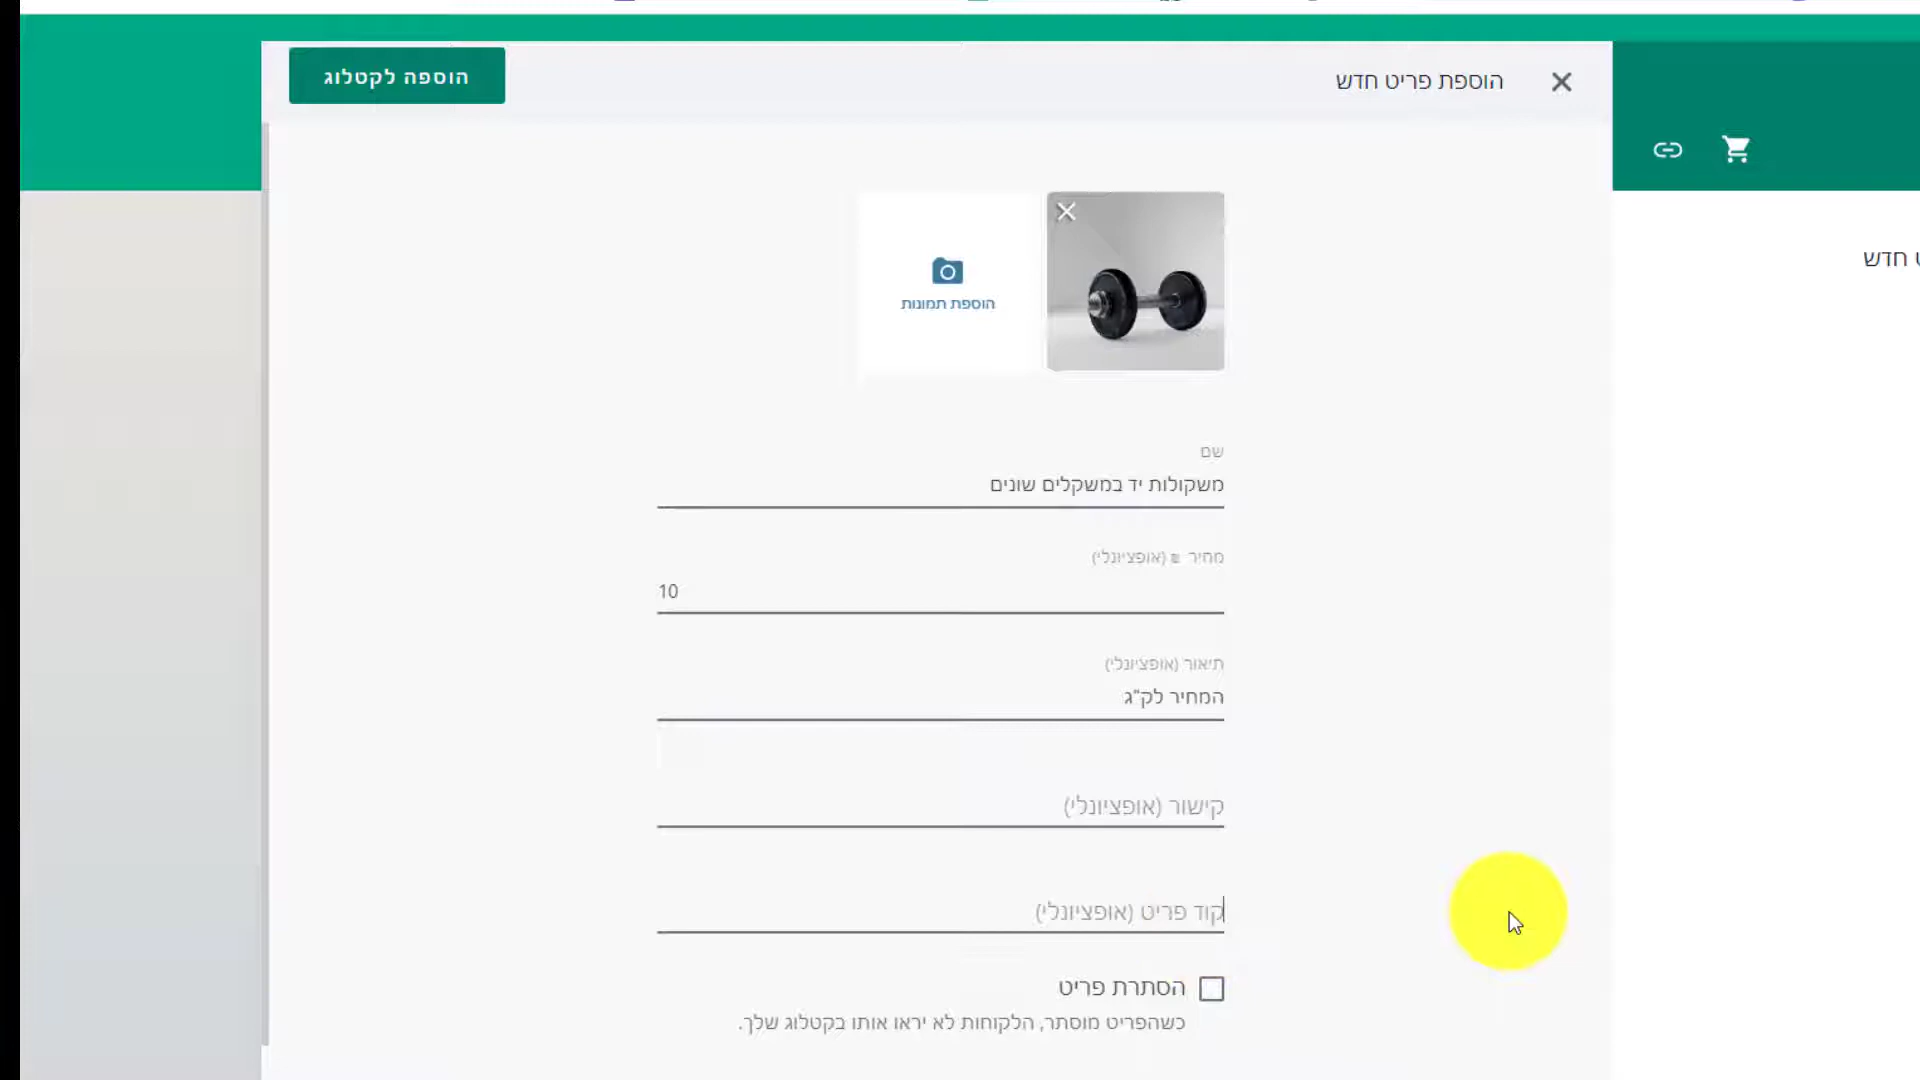 הוספת פריט חדש
הוספה לקטלוג
הוספת תמונות
שם
משקולות יד במשקלים שונים
מחיר ₪ (אופציונלי)
10
תיאור (אופציונלי)
המחיר לק"ג
קישור (אופציונלי)
קוד פריט (אופציונלי)
הסתרת פריט
כשהפריט מוסתר, הלקוחות לא יראו אותו בקטלוג שלך.
חדש